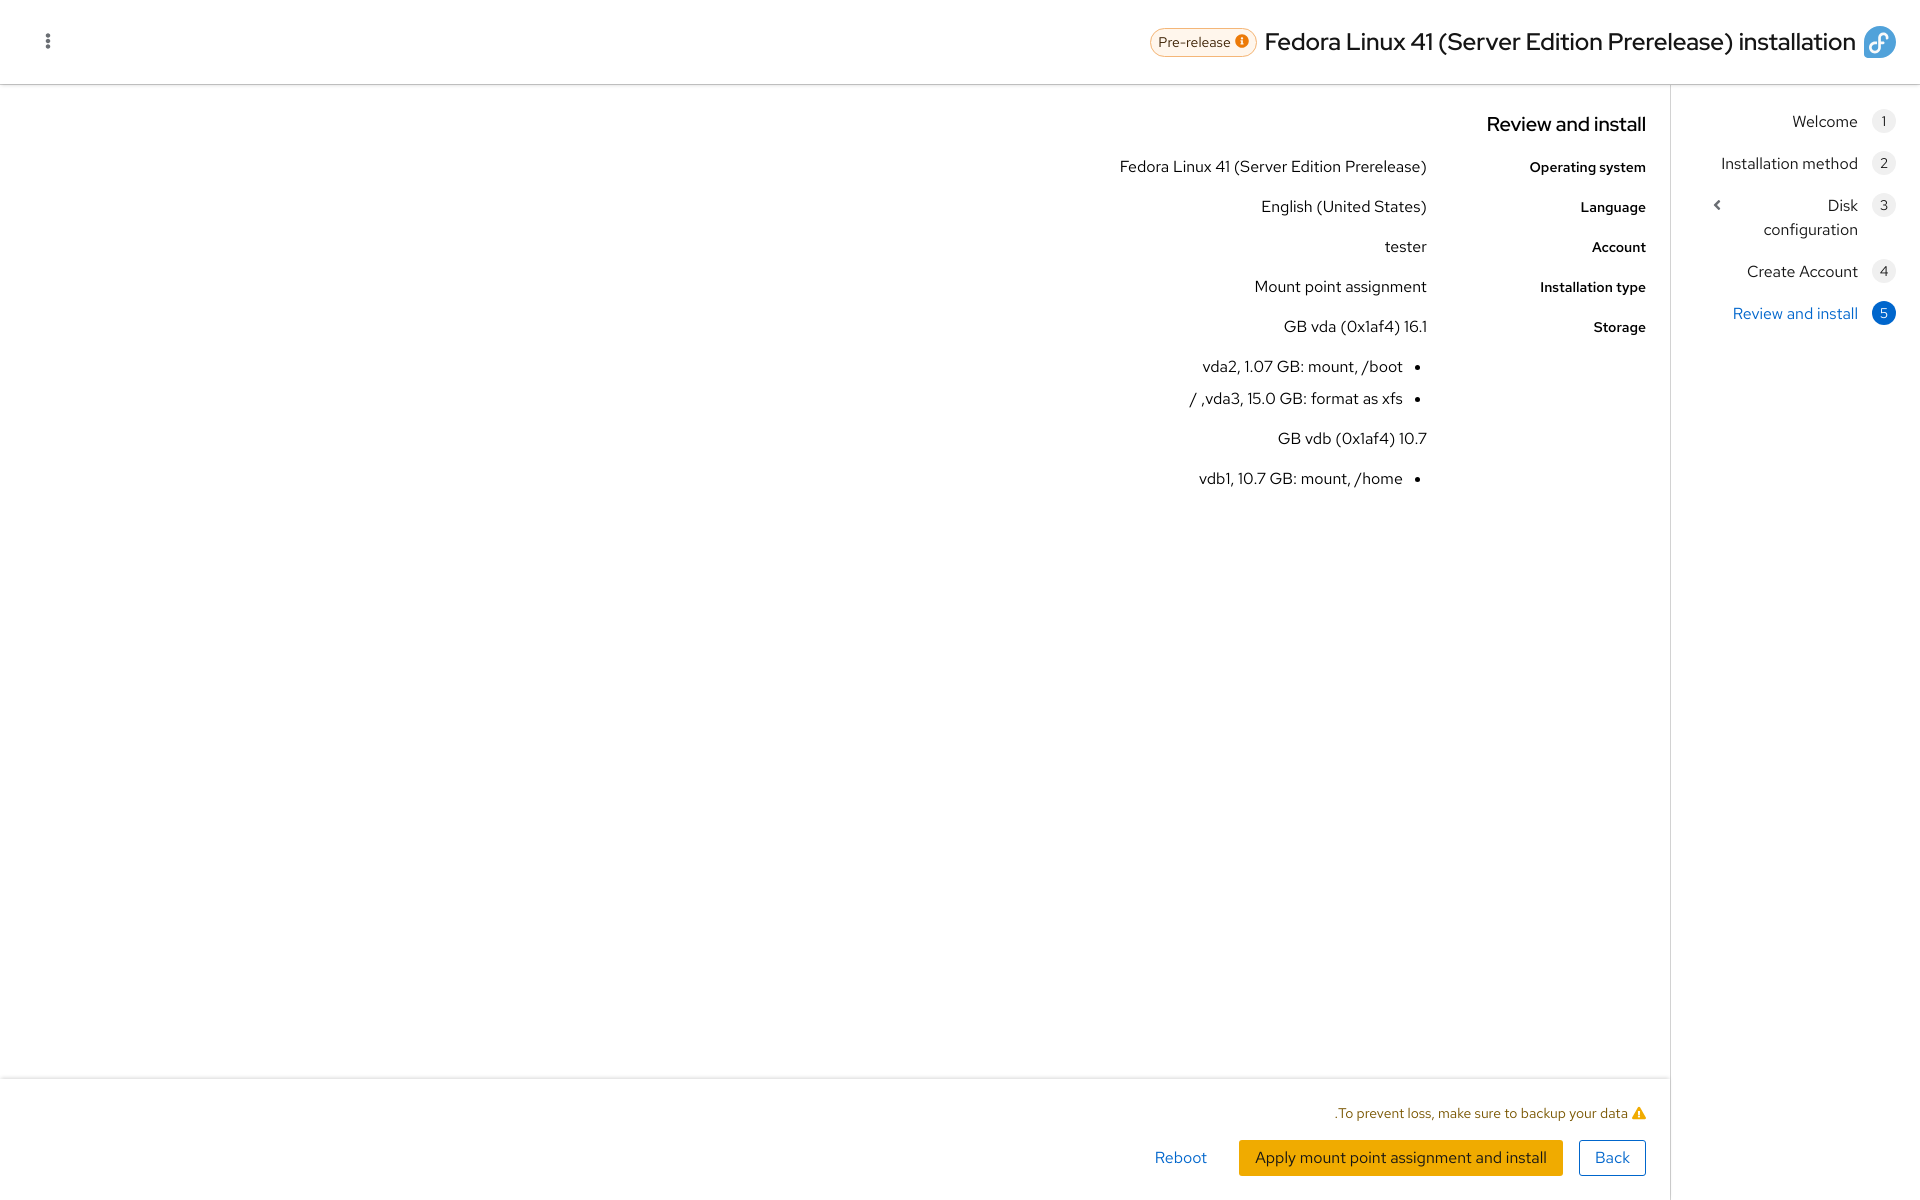 Fedora Linux 41 (Server Edition Prerelease) installation
Pre-release
1 Welcome
2 Installation method
3 Disk
configuration
4 Create Account
5 Review and install
Review and install
Operating system
Fedora Linux 41 (Server Edition Prerelease)
Language
English (United States)
Account
tester
Installation type
Mount point assignment
Storage
GB vda (0x1af4) 16.1
• vda2, 1.07 GB: mount, /boot
• / ,vda3, 15.0 GB: format as xfs
GB vdb (0x1af4) 10.7
• vdb1, 10.7 GB: mount, /home
.To prevent loss, make sure to backup your data
Back
Apply mount point assignment and install
Reboot